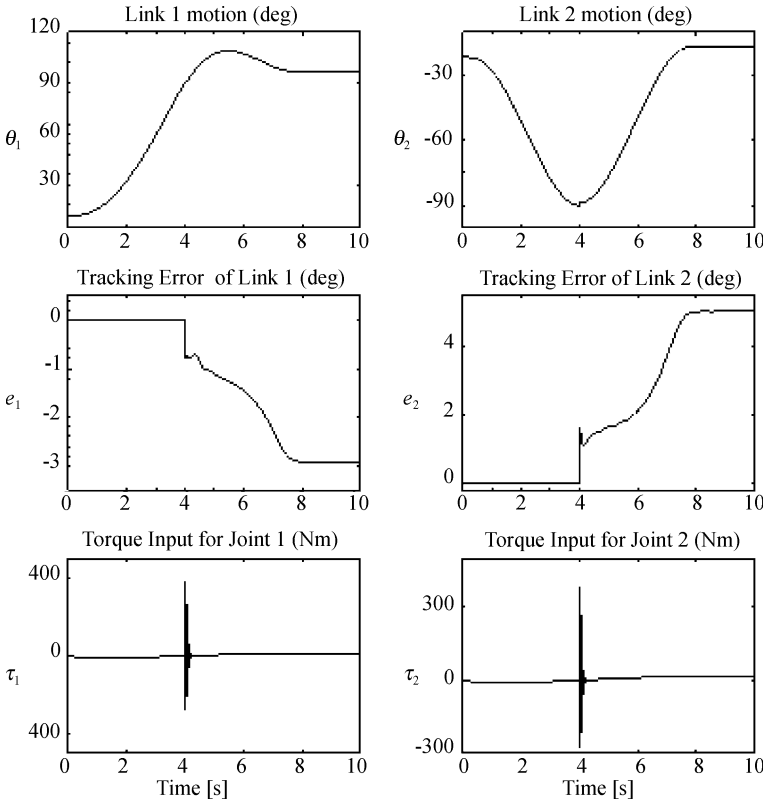 Link 1 motion (deg)
120
90
60
30
θ1
0 2 4 6 8 10
Link 2 motion (deg)
-30
-60
-90
θ2
0 2 4 6 8 10
Tracking Error of Link 1 (deg)
0
-1
-2
-3
e1
0 2 4 6 8 10
Tracking Error of Link 2 (deg)
4
2
0
e2
0 2 4 6 8 10
Torque Input for Joint 1 (Nm)
400
0
400
τ1
0 2 4 6 8 10
Time [s]
Torque Input for Joint 2 (Nm)
300
0
-300
τ2
0 2 4 6 8 10
Time [s]